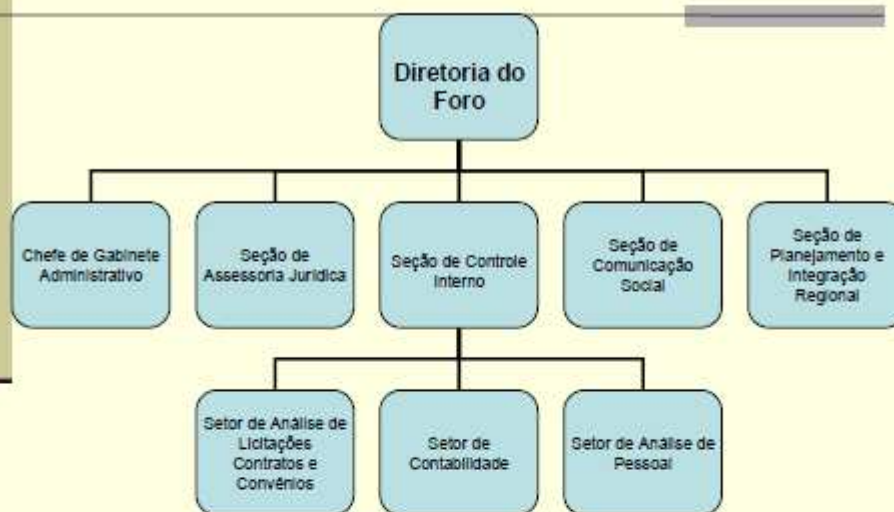 Diretoria do
Foro
Chefe de Gabinete
Administrativo
Seção de
Assessoria Jurídica
Seção de Controle
Interno
Seção de
Comunicação
Social
Seção de
Planejamento e
Integração
Regional
Setor de Análise de
Licitações
Contratos e
Convênios
Setor de
Contabilidade
Setor de Análise de
Pessoal